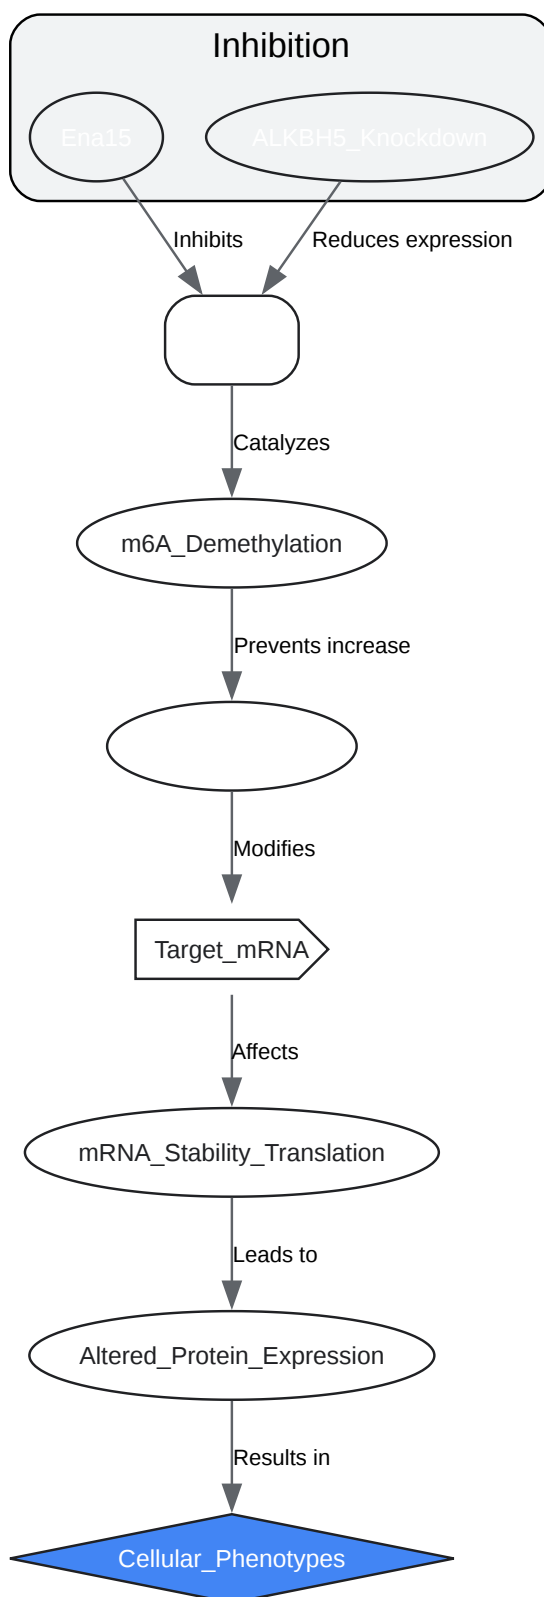 Inhibition
Ena15
ALKBH5_Knockdown
Inhibits
Reduces expression
Catalyzes
m6A_Demethylation
Prevents increase
Modifies
Target_mRNA
Affects
mRNA_Stability_Translation
Leads to
Altered_Protein_Expression
Results in
Cellular_Phenotypes